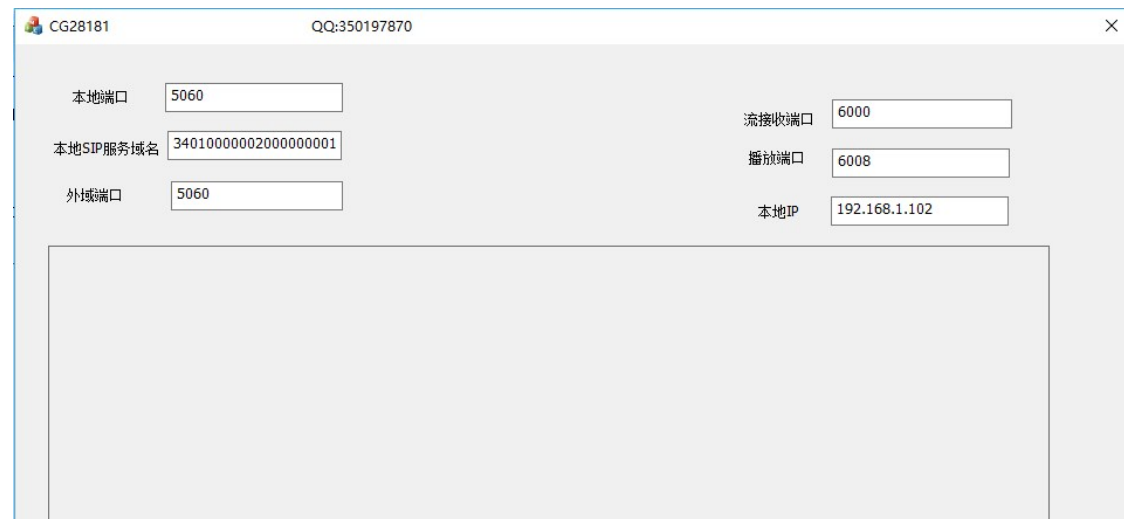 CG28181 QQ:350197870
本地端口 5060
流接收端口 6000
本地SIP服务域名 34010000002000000001
播放端口 6008
外域端口 5060
本地IP 192.168.1.102